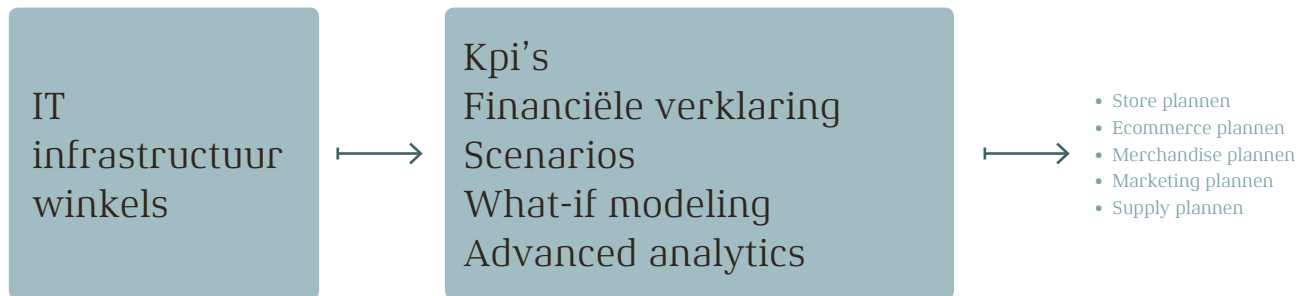 IT
infrastructuur
winkels
Kpi's
Financiële verklaring
Scenarios
What-if modeling
Advanced analytics
• Store plannen
• Ecommerce plannen
• Merchandise plannen
• Marketing plannen
• Supply plannen